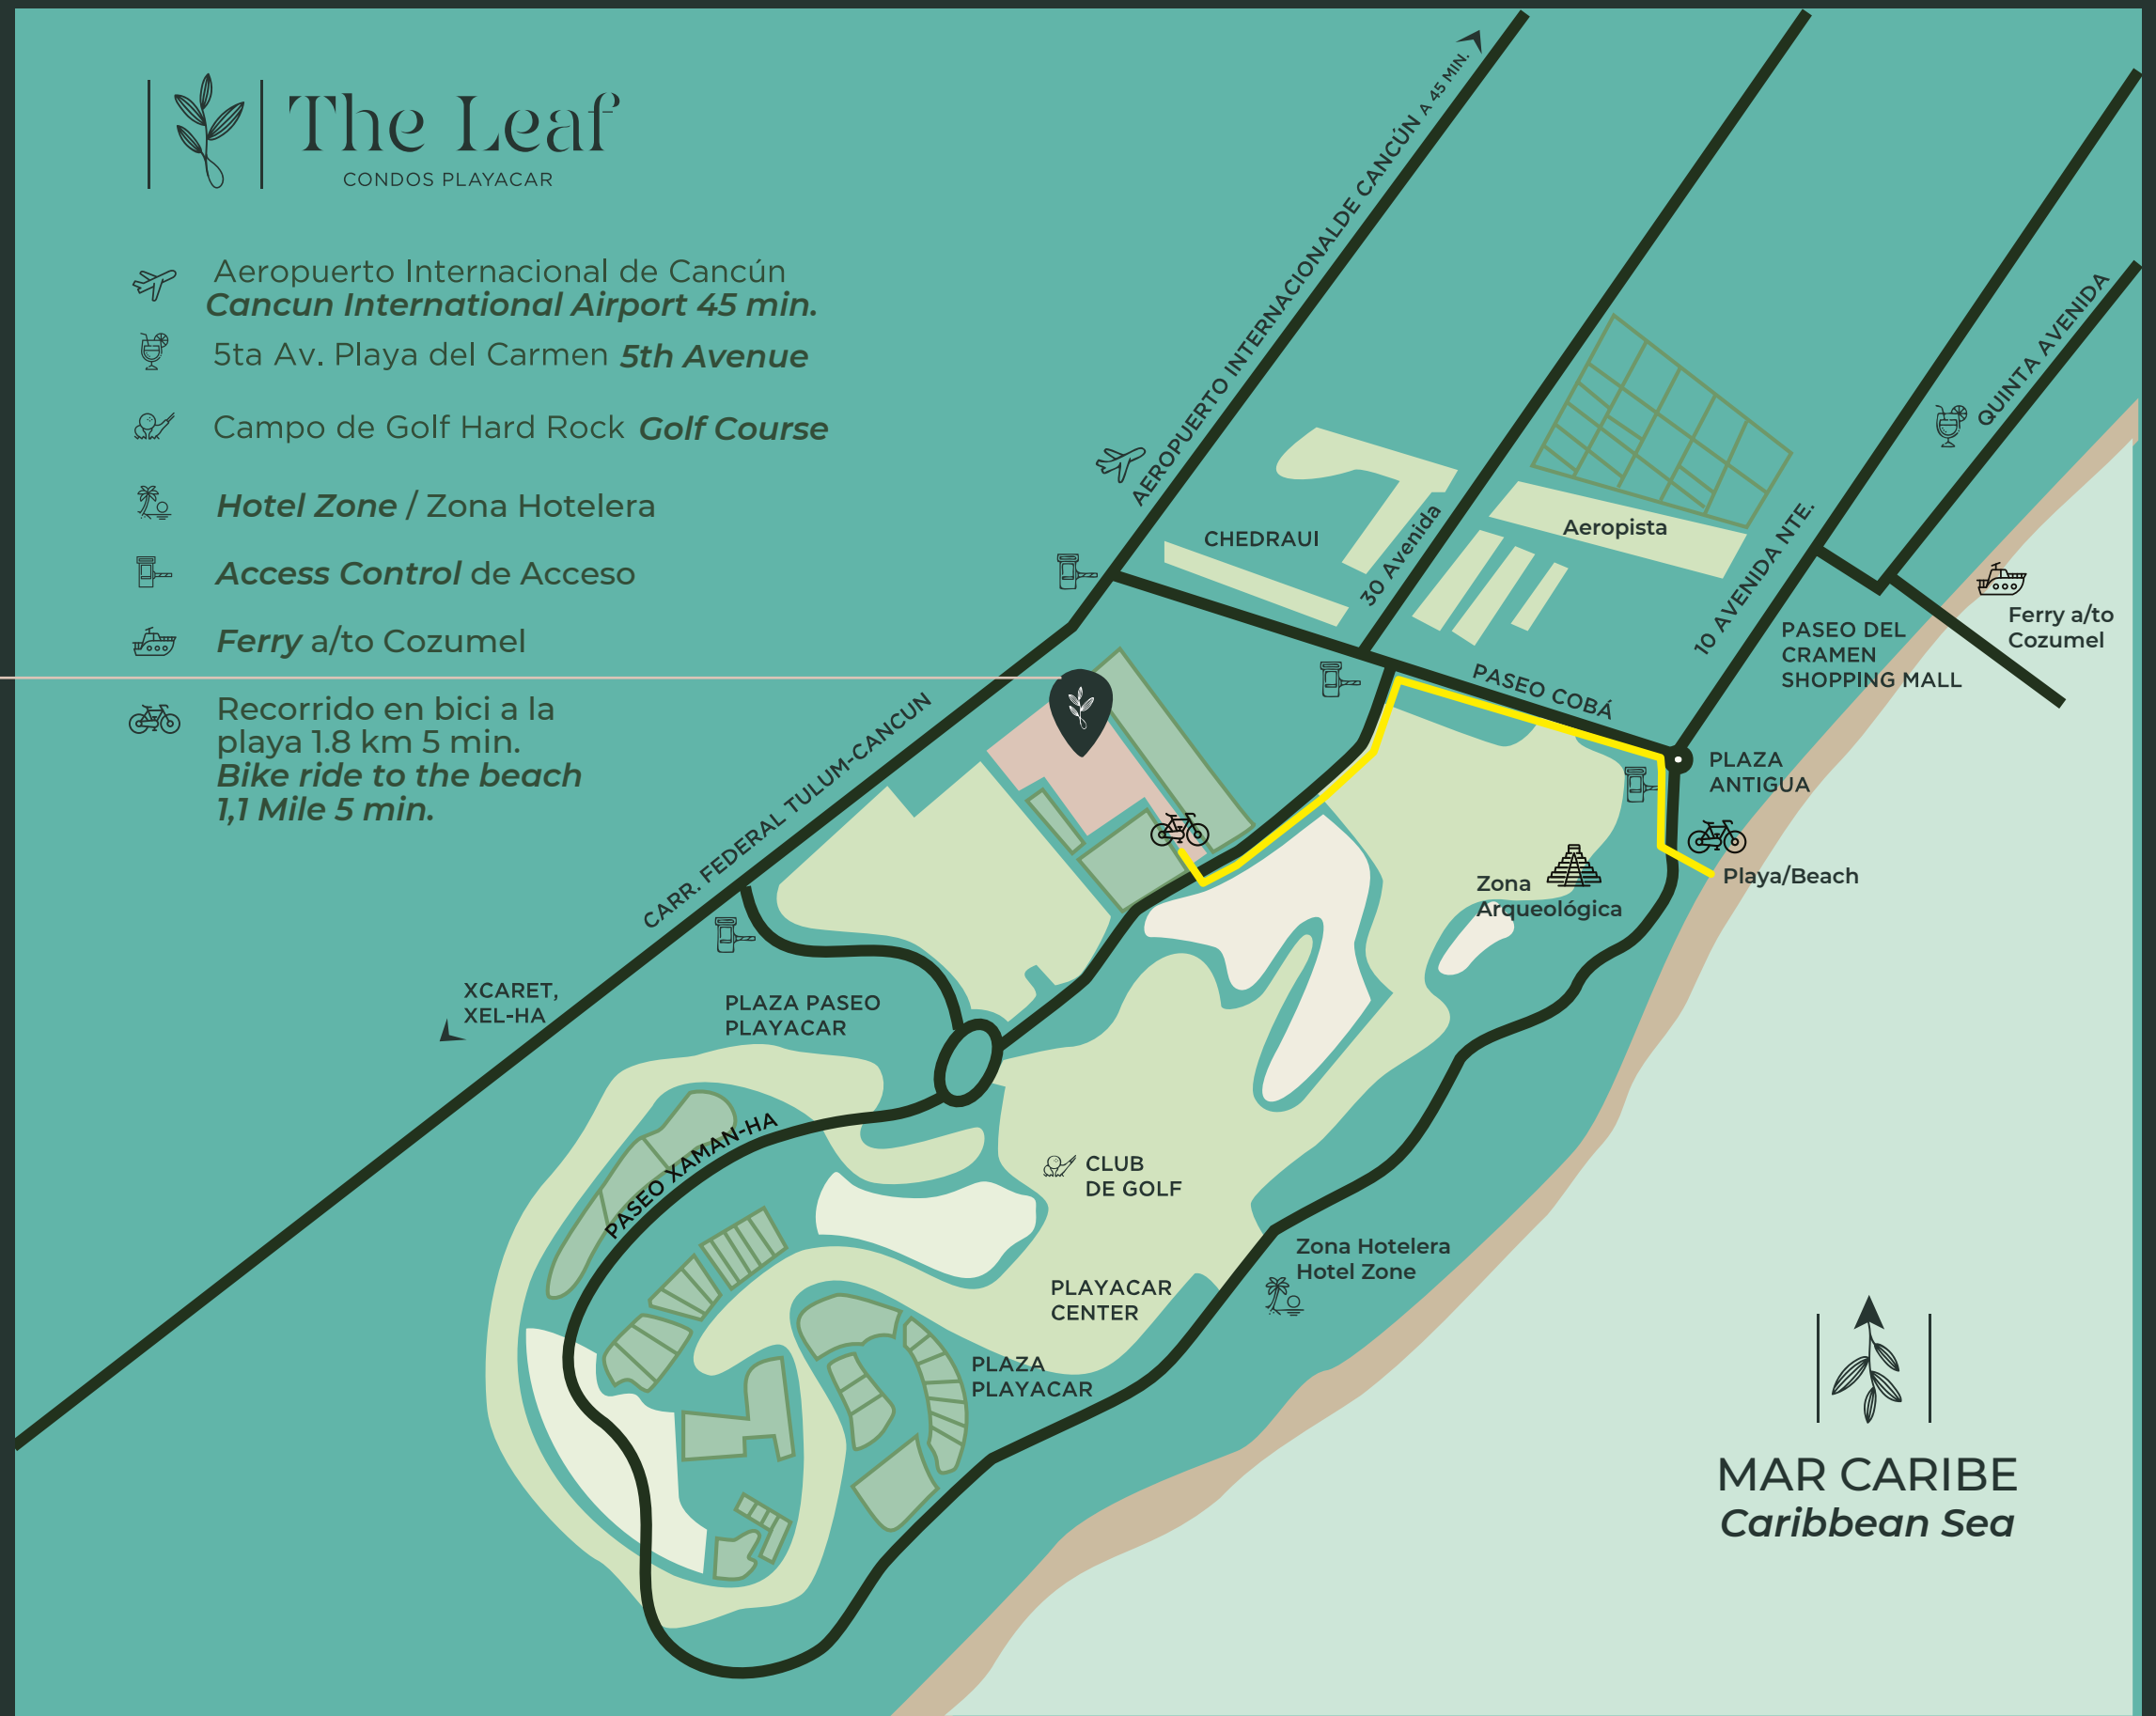 The Leaf
CONDOS PLAYACAR
Aeropuerto Internacional de Cancún
Cancun International Airport 45 min.
5ta Av. Playa del Carmen 5th Avenue
Campo de Golf Hard Rock Golf Course
Hotel Zone / Zona Hotelera
Access Control de Acceso
Ferry a/to Cozumel
Recorrido en bici a la
playa 1.8 km 5 min.
Bike ride to the beach
1,1 Mile 5 min.
AEROPUERTO INTERNACIONALDE CANCÚN A 45 MIN.
QUINTA AVENIDA
CHEDRAUI
30 Avenida
Aeropista
10 AVENIDA NTE.
Ferry a/to
Cozumel
PASEO DEL
CRAMEN
SHOPPING MALL
PASEO COBÁ
CARR. FEDERAL TULUM-CANCUN
PLAZA
ANTIGUA
Playa/Beach
Zona
Arqueológica
XCARET,
XEL-HA
PLAZA PASEO
PLAYACAR
PASEO XAMAN-HA
CLUB
DE GOLF
Zona Hotelera
Hotel Zone
PLAYACAR
CENTER
PLAZA
PLAYACAR
MAR CARIBE
Caribbean Sea